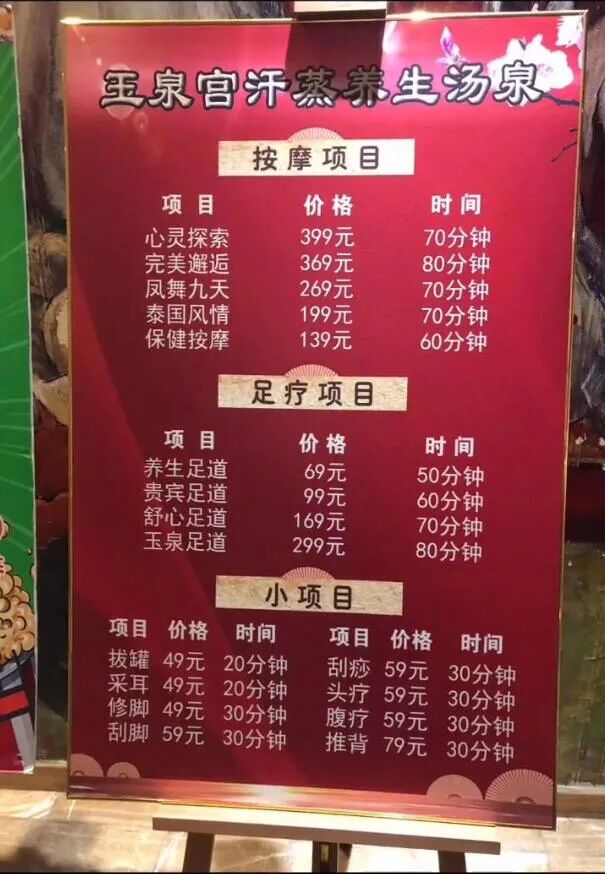 玉泉宫汗蒸养生汤泉
按摩项目
项目 价格 时间
心灵探索 399元 70分钟
完美邂逅 369元 80分钟
凤舞九天 269元 70分钟
泰国风情 199元 70分钟
保健按摩 139元 60分钟
足疗项目
项目 价格 时间
养生足道 69元 50分钟
贵宾足道 99元 60分钟
舒心足道 169元 70分钟
玉泉足道 299元 80分钟
小项目
项目 价格 时间 项目 价格 时间
拔罐 49元 20分钟 刮痧 59元 30分钟
采耳 49元 20分钟 头疗 59元 30分钟
修脚 49元 30分钟 腹疗 59元 30分钟
刮脚 59元 30分钟 推背 79元 30分钟